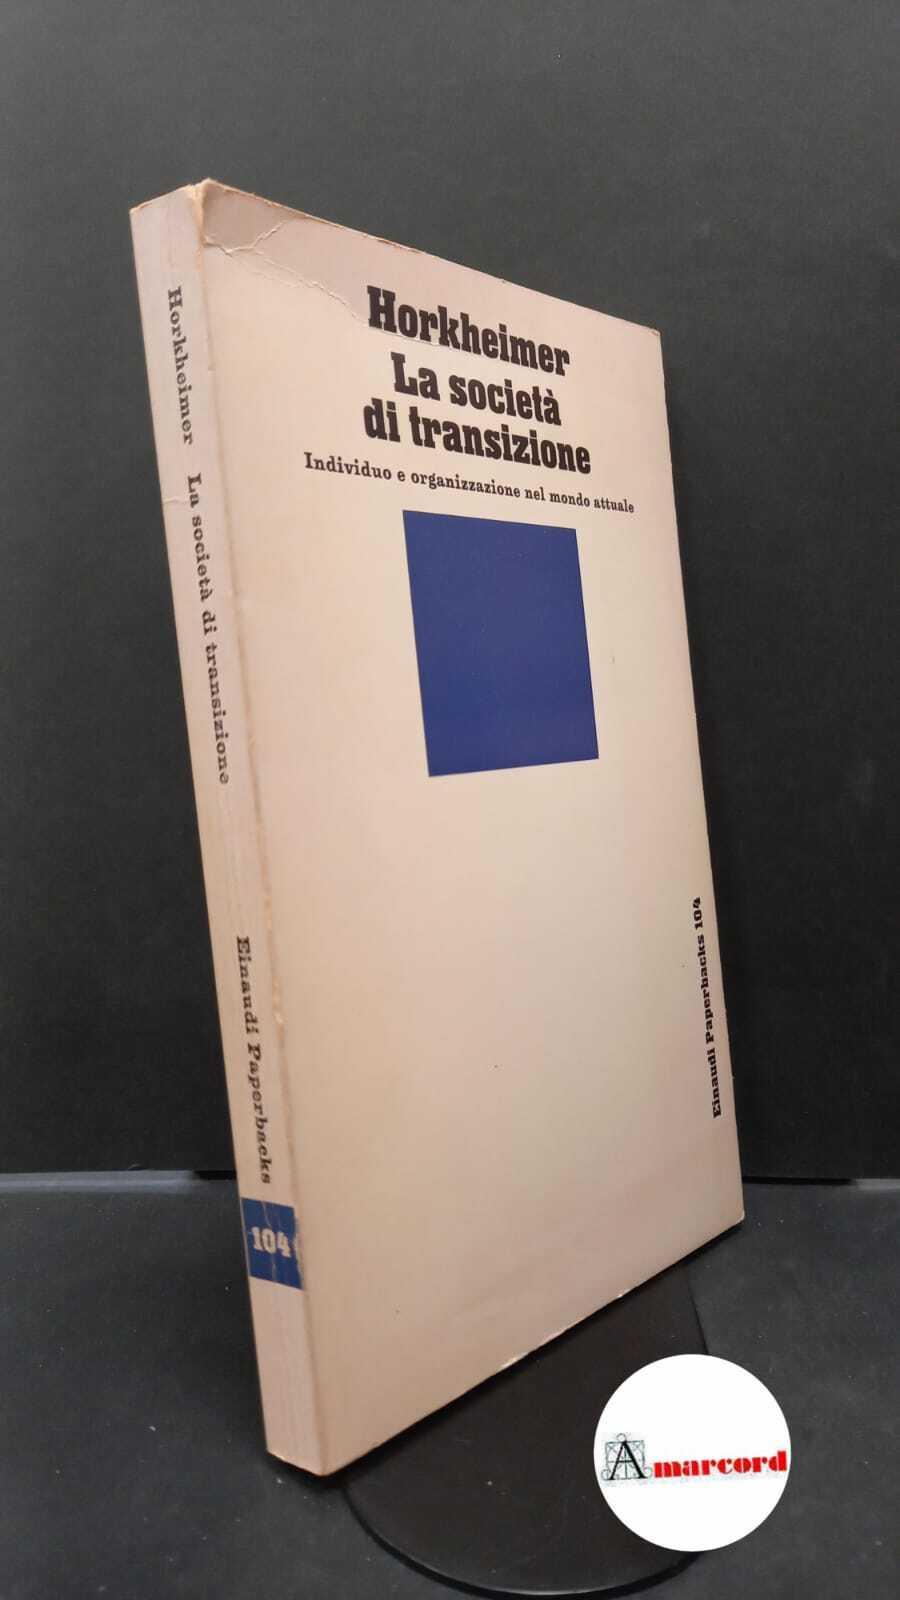 Horkheimer
La società
di transizione
Individuo e organizzazione nel mondo attuale
Einaudi Paperbacks 104
Horkheimer La società di transizione
Einaudi Paperbacks
104
Amarcord